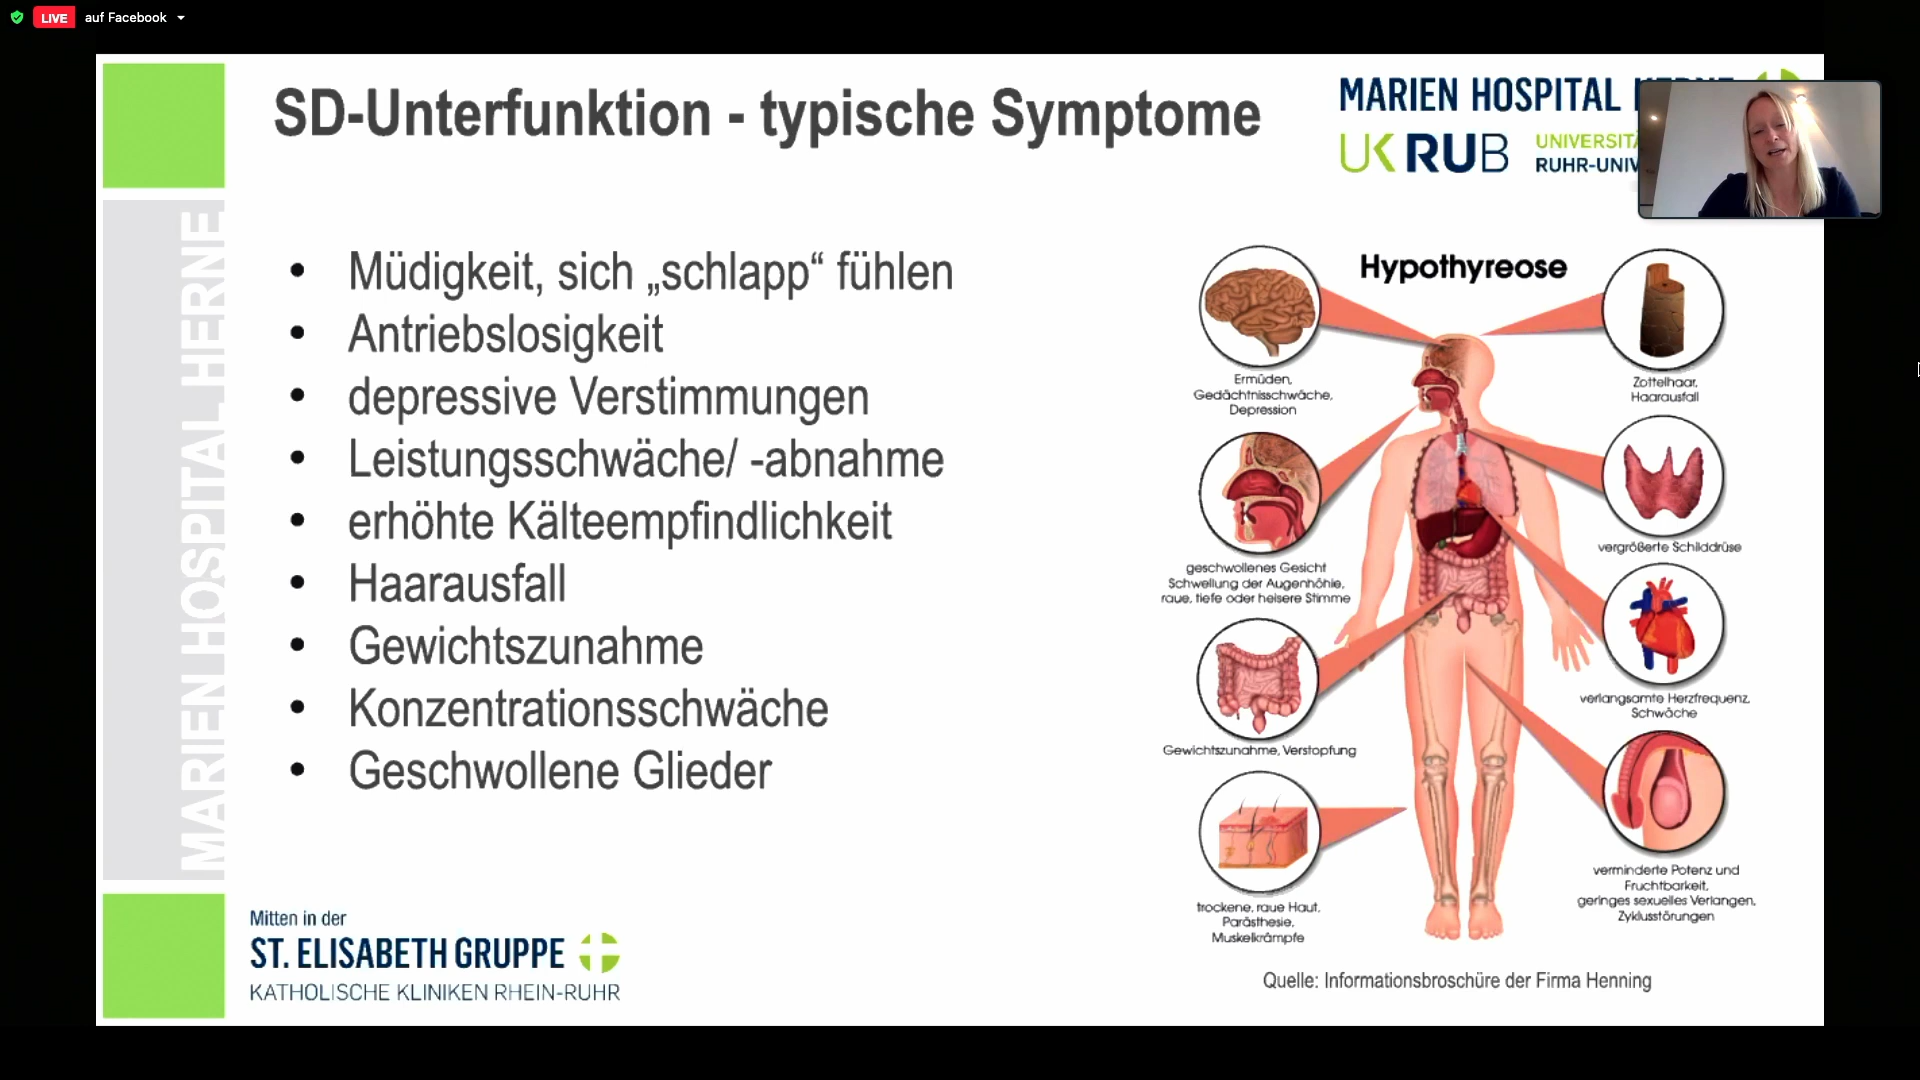 LIVE auf Facebook
SD-Unterfunktion - typische Symptome
MARIEN HOSPITAL
UK RUB
RUHR-UNIV
MARIEN HOSPITAL HERNE
• Müdigkeit, sich „schlapp“ fühlen
• Antriebslosigkeit
• depressive Verstimmungen
• Leistungsschwäche/ -abnahme
• erhöhte Kälteempfindlichkeit
• Haarausfall
• Gewichtszunahme
• Konzentrationsschwäche
• Geschwollene Glieder
Hypothyreose
Ermüden,
Gedächtnisschwäche,
Depression
geschwollenes Gesicht
Schwellung der Augenhöhle,
raue, tiefe oder heisere Stimme
Gewichtszunahme, Verstopfung
trockene, raue Haut,
Parästhesie,
Muskelkrämpfe
Zottelhaar,
Haarausfall
vergrößerte Schilddrüse
verlangsamte Herzfrequenz,
Schwäche
verminderte Potenz und
Fruchtbarkeit,
geringes sexuelles Verlangen,
Zyklusstörungen
Quelle: Informationsbroschüre der Firma Henning
Mitten in der
ST. ELISABETH GRUPPE
KATHOLISCHE KLINIKEN RHEIN-RUHR